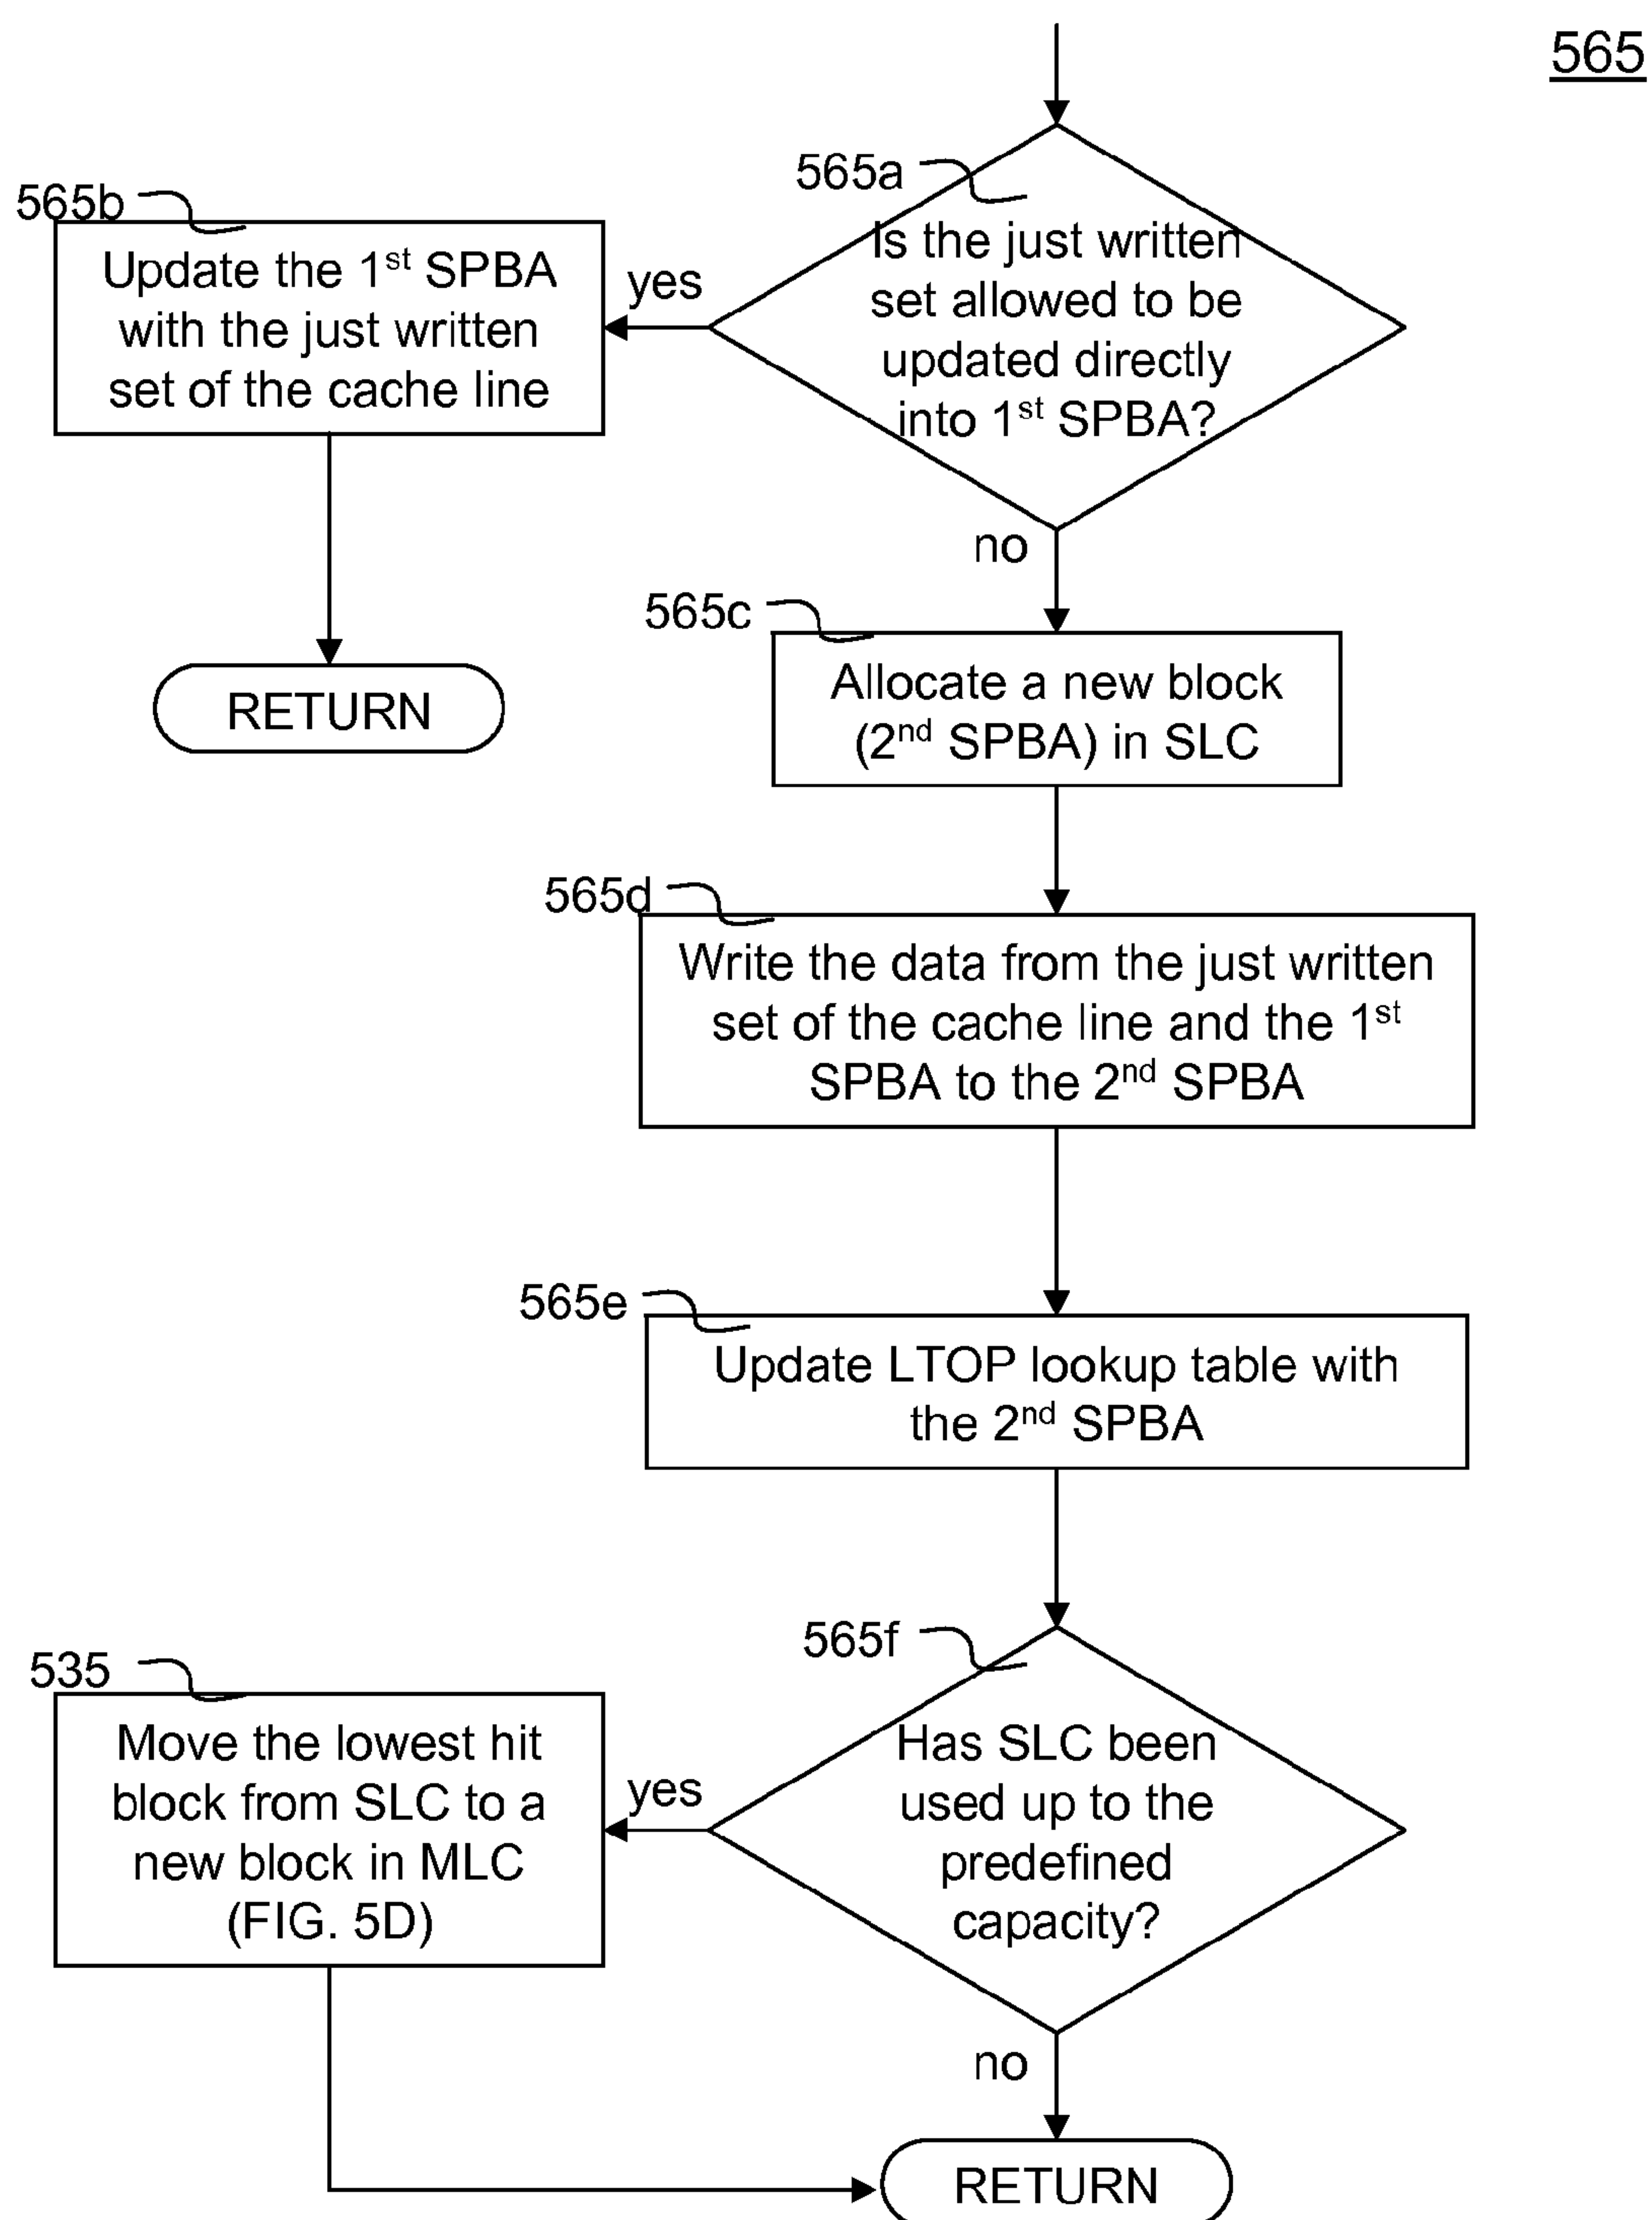 565
565a
Is the just written
set allowed to be
updated directly
into 1st SPBA?
565b
Update the 1st SPBA
with the just written
set of the cache line
yes
RETURN
no
565c
Allocate a new block
(2nd SPBA) in SLC
565d
Write the data from the just written
set of the cache line and the 1st
SPBA to the 2nd SPBA
565e
Update LTOP lookup table with
the 2nd SPBA
565f
Has SLC been
used up to the
predefined
capacity?
535
Move the lowest hit
block from SLC to a
new block in MLC
(FIG. 5D)
yes
no
RETURN